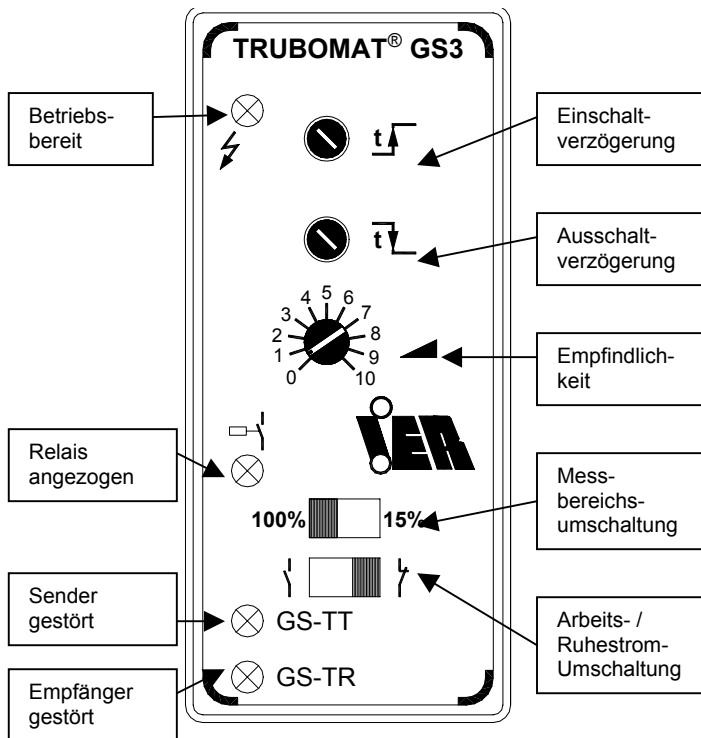 TRUBOMAT® GS3
Betriebs-
bereit
Einschalt-
verzögerung
t
Ausschalt-
verzögerung
t
0 1 2 3 4 5 6 7 8 9 10
Empfindlich-
keit
iER
Relais
angezogen
Mess-
bereichs-
umschaltung
100% 15%
Sender
gestört
GS-TT
Arbeits- /
Ruhestrom-
Umschaltung
Empfänger
gestört
GS-TR